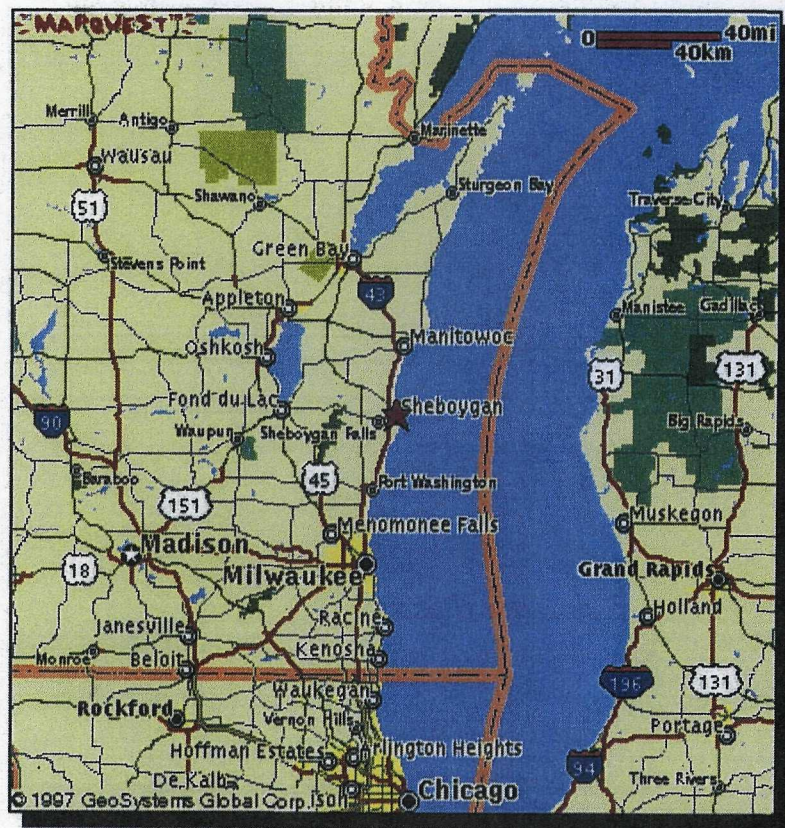 MAPQUEST™
0 40mi
40km
Merrill
Antigo
Marinette
Wausau
Sturgeon Bay
51
Shawano
Traverse City
Green Bay
Stevens Point
43
Appleton
Manistee
Cadillac
Manitowoc
Oshkosh
31
131
Fond du Lac
Sheboygan
90
Waupun
Sheboygan Falls
Big Rapids
Baraboo
45
Port Washington
151
Muskegon
Menomonee Falls
Madison
18
Milwaukee
Grand Rapids
Holland
Janesville
Racine
Kenosha
Monroe
Beloit
196
131
Waukegan
Rockford
Vernon Hills
Portage
Hoffman Estates
Arlington Heights
94
De Kalb
Three Rivers
Chicago
© 1997 GeoSystems Global Corp.